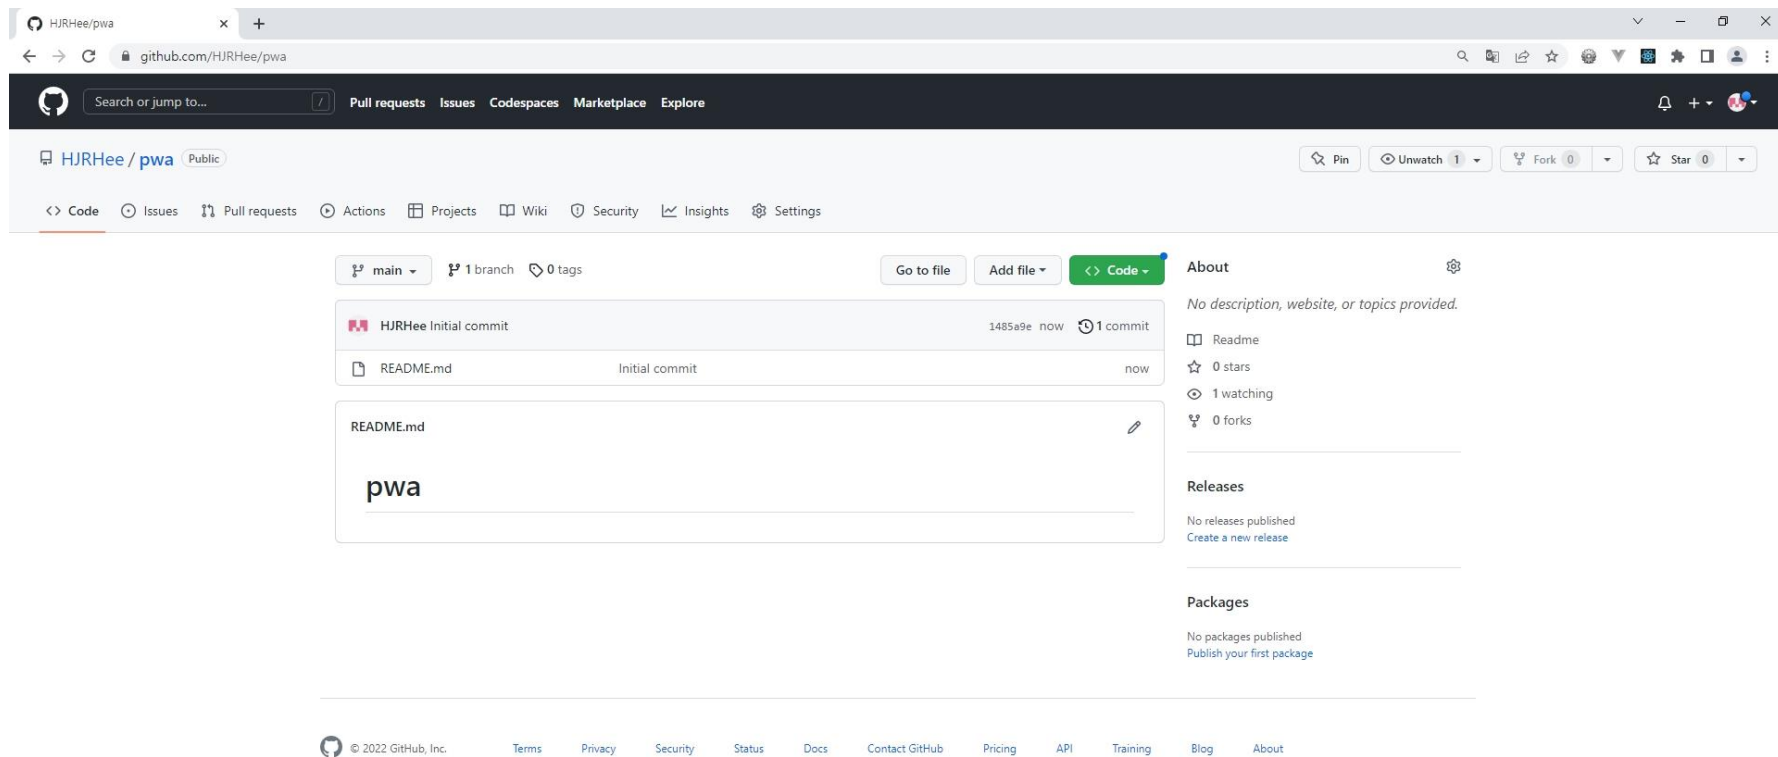 HJRHee/pwa
github.com/HJRHee/pwa
Search or jump to... / Pull requests Issues Codespaces Marketplace Explore
HJRHee / pwa Public Pin Unwatch 1 Fork 0 Star 0
<> Code Issues Pull requests Actions Projects Wiki Security Insights Settings
main 1 branch 0 tags Go to file Add file <> Code
HJRHee Initial commit 1485a9e now 1 commit
README.md Initial commit now
README.md
pwa
About
No description, website, or topics provided.
Readme
0 stars
1 watching
0 forks
Releases
No releases published
Create a new release
Packages
No packages published
Publish your first package
© 2022 GitHub, Inc. Terms Privacy Security Status Docs Contact GitHub Pricing API Training Blog About